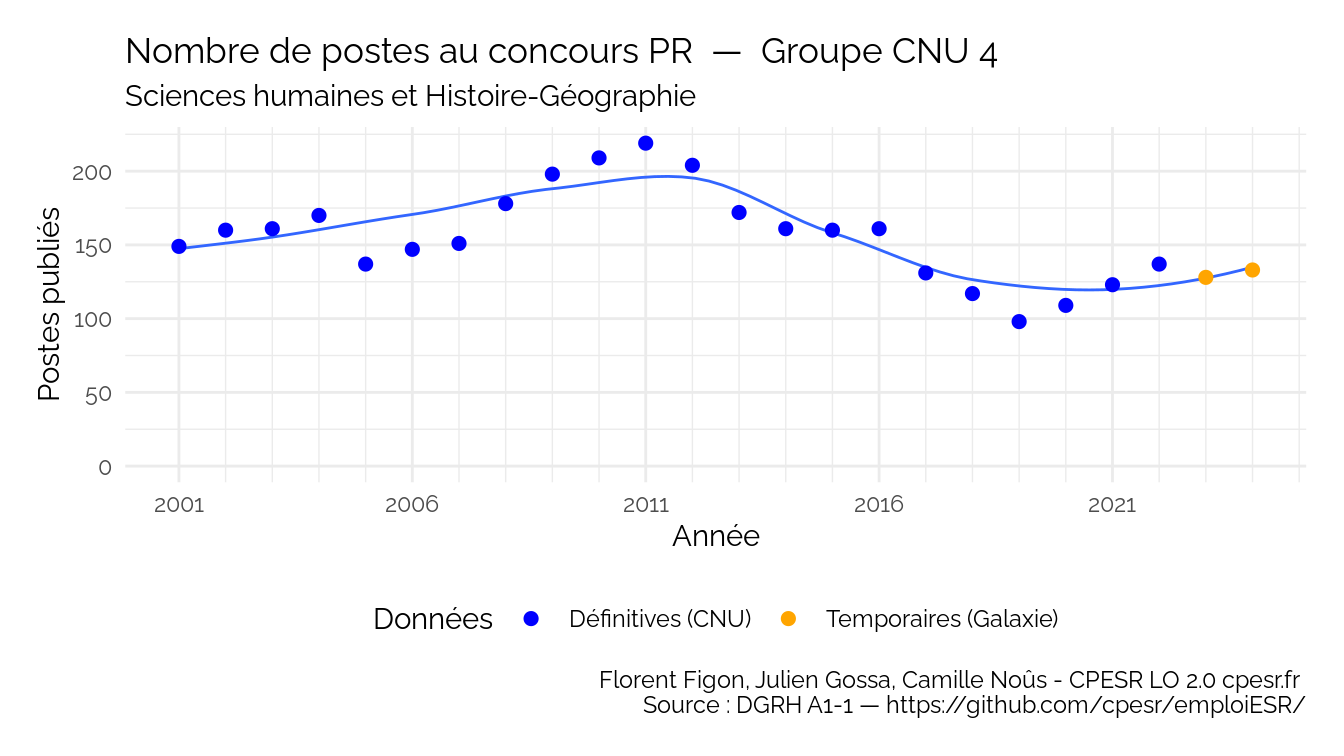 Nombre de postes au concours PR  —  Groupe CNU 4
Sciences humaines et Histoire-Géographie
Postes publiés
200
150
100
50
0
2001 2006 2011 2016 2021
Année
Données Définitives (CNU) Temporaires (Galaxie)
Florent Figon, Julien Gossa, Camille Noûs - CPESR LO 2.0 cpesr.fr
Source : DGRH A1-1 — https://github.com/cpesr/emploiESR/